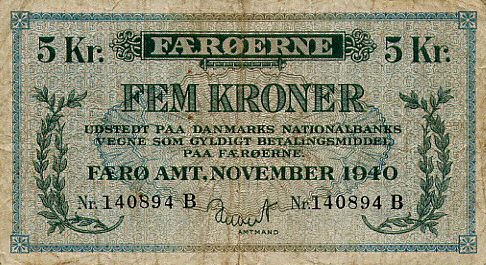 5 Kr. FÆRØERNE 5 Kr.
FEM KRONER
UDSTEDT PAA DANMARKS NATIONALBANKS
VEGNE SOM GYLDIGT BETALINGSMIDDEL
PAA FÆRØERNE.
FÆRØ AMT, NOVEMBER 1940
Nr. 140894 B Nr. 140894 B
AMTMAND